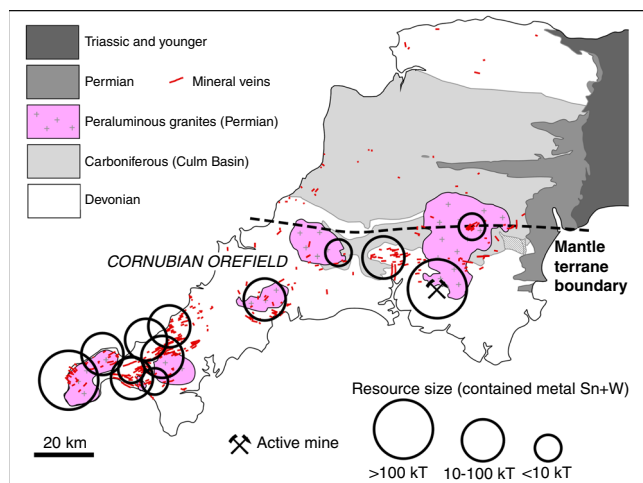 Triassic and younger
Permian
Mineral veins
Peraluminous granites (Permian)
Carboniferous (Culm Basin)
Devonian
CORNUBIAN OREFIELD
Mantle
terrane
boundary
20 km
Active mine
Resource size (contained metal Sn+W)
>100 kT
10-100 kT
<10 kT